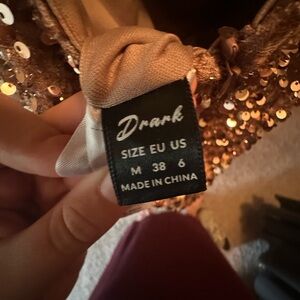 Drark
SIZE EU US
M 38 6
MADE IN CHINA